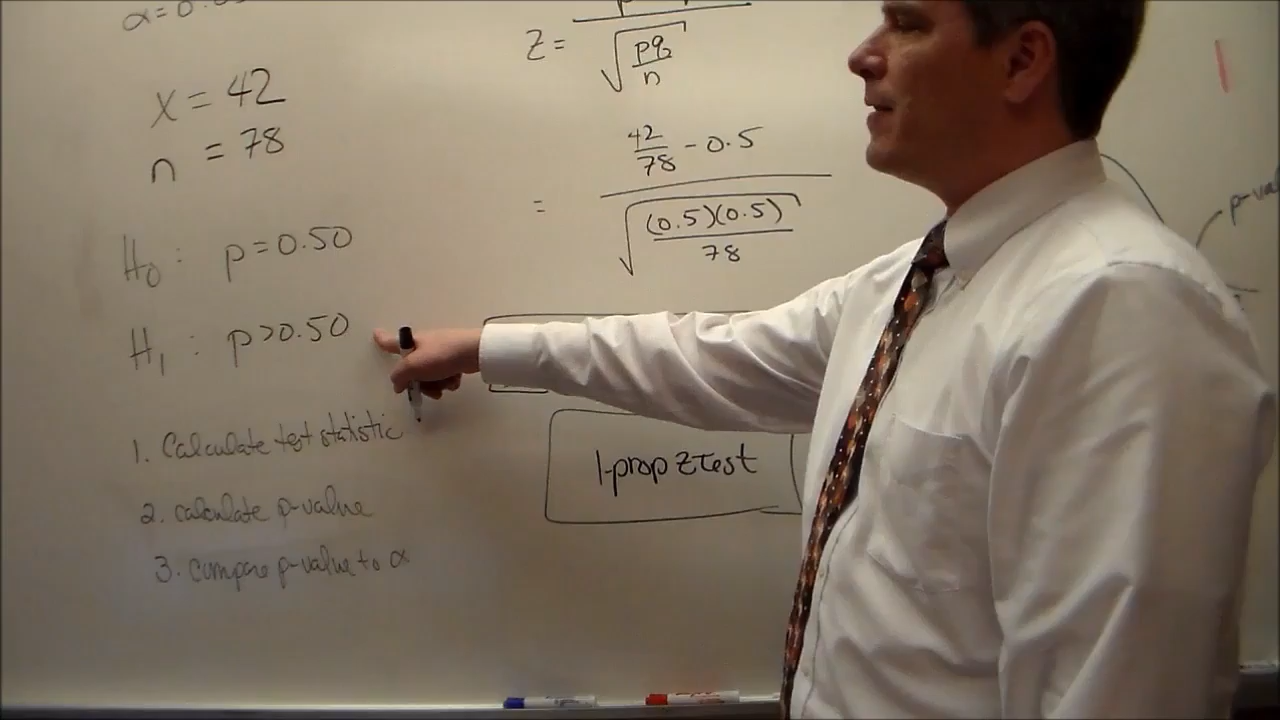 α=0.0
x = 42
n = 78
H₀ : p=0.50
H₁ : p>0.50
1. Calculate test statistic
2. calculate p-value
3. compare p-value to α
z =
√(pq/n)
= (42/78 - 0.5) / √((0.5)(0.5)/78)
1-prop Z Test
p-va